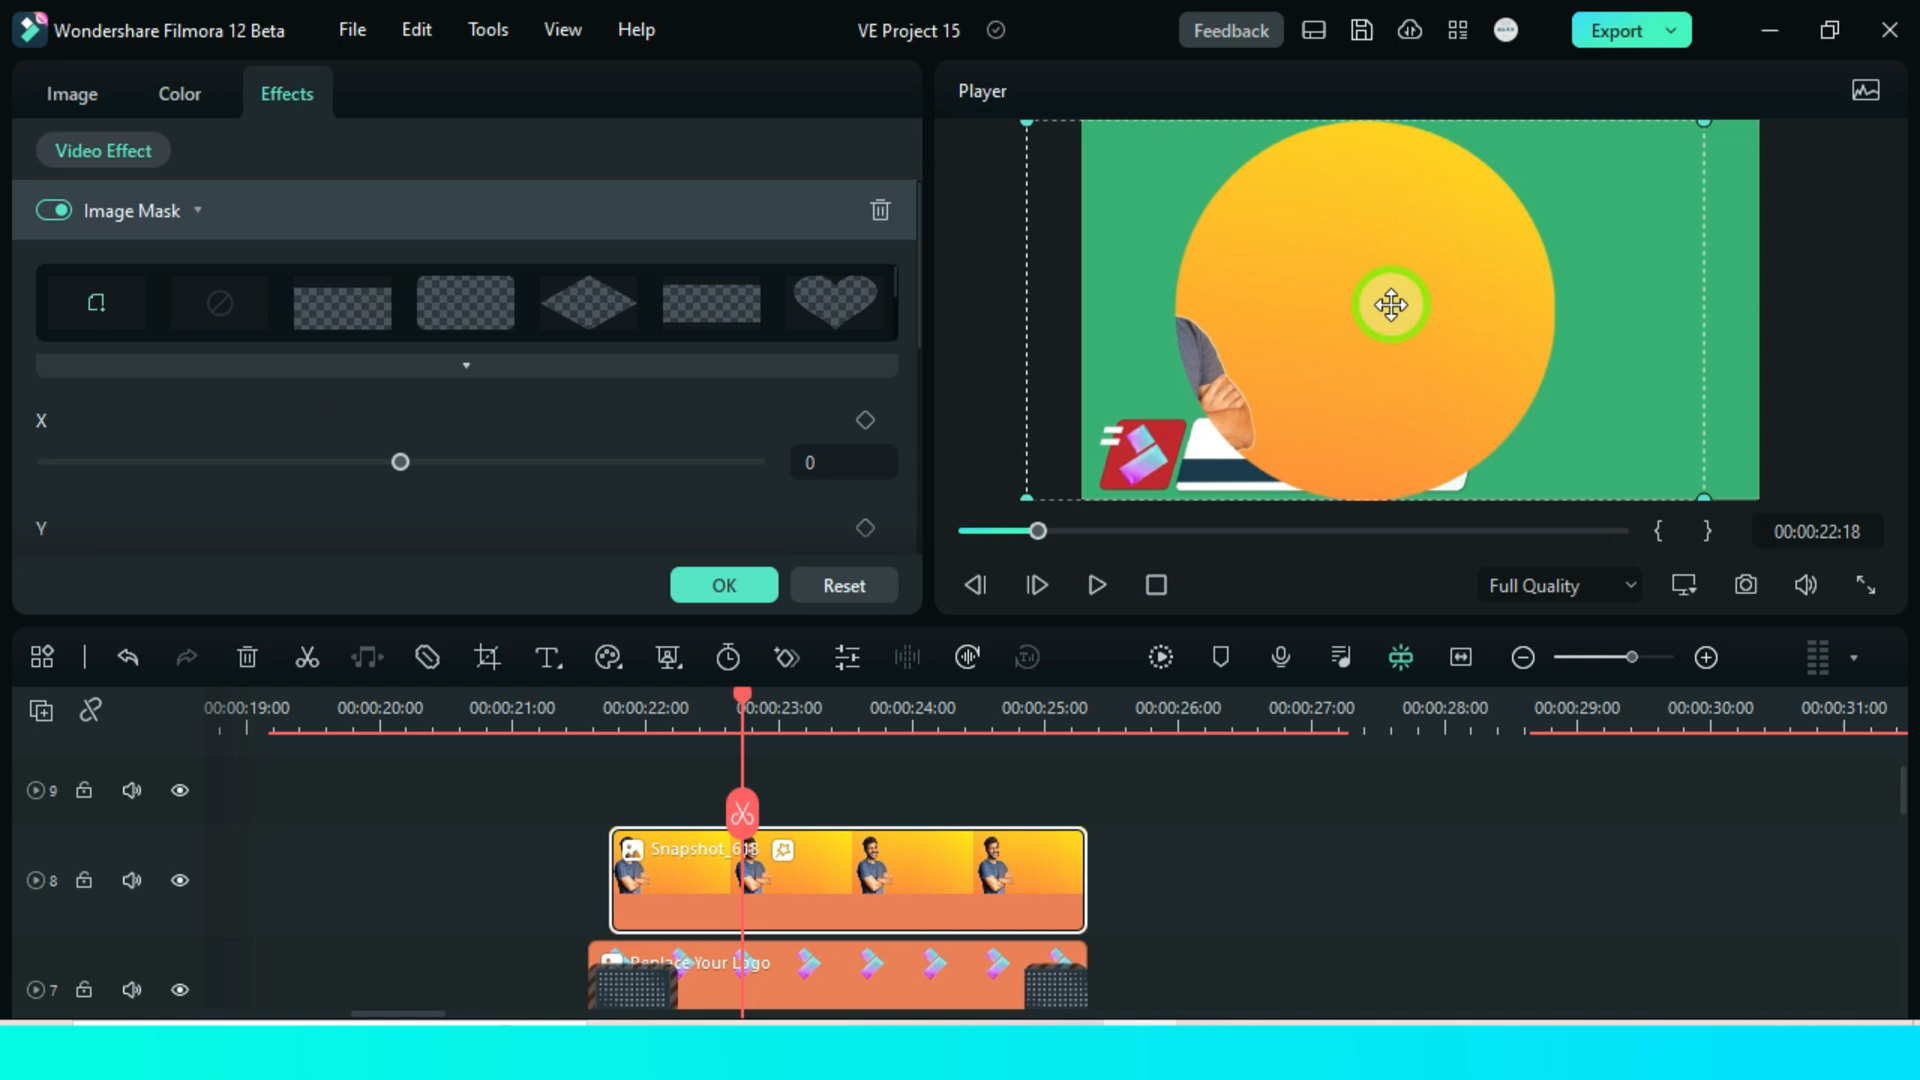 Wondershare Filmora 12 Beta
File
Edit
Tools
View
Help
VE Project 15
Feedback
Export
Image
Color
Effects
Player
Video Effect
Image Mask
X
0
Y
OK
Reset
{ }
00:00:22:18
Full Quality
00:00:19:00
00:00:20:00
00:00:21:00
00:00:22:00
00:00:23:00
00:00:24:00
00:00:25:00
00:00:26:00
00:00:27:00
00:00:28:00
00:00:29:00
00:00:30:00
00:00:31:00
9
Snapshot_618
8
Replace Your Logo
7